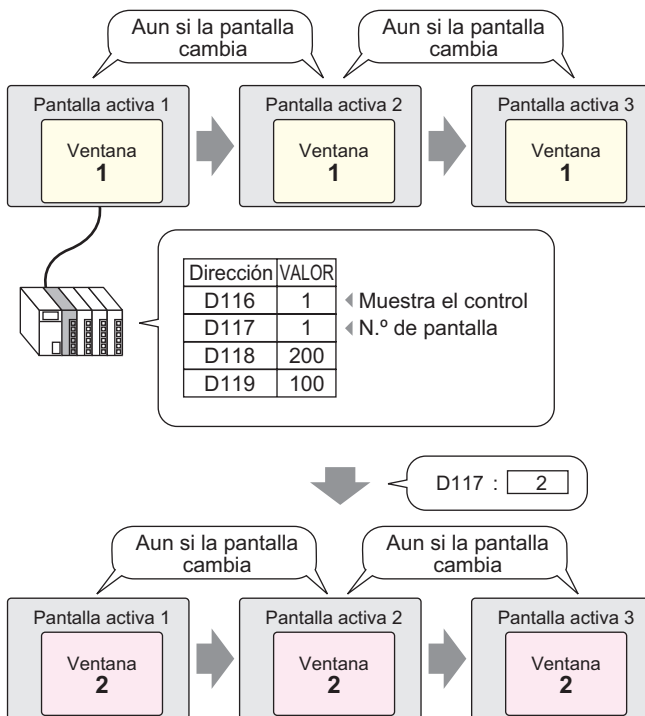 Aun si la pantalla
cambia
Aun si la pantalla
cambia
Pantalla activa 1
Pantalla activa 2
Pantalla activa 3
Ventana
1
Ventana
1
Ventana
1
Dirección VALOR
D116 1 Muestra el control
D117 1 N.º de pantalla
D118 200
D119 100
D117 : 2
Aun si la pantalla
cambia
Aun si la pantalla
cambia
Pantalla activa 1
Pantalla activa 2
Pantalla activa 3
Ventana
2
Ventana
2
Ventana
2